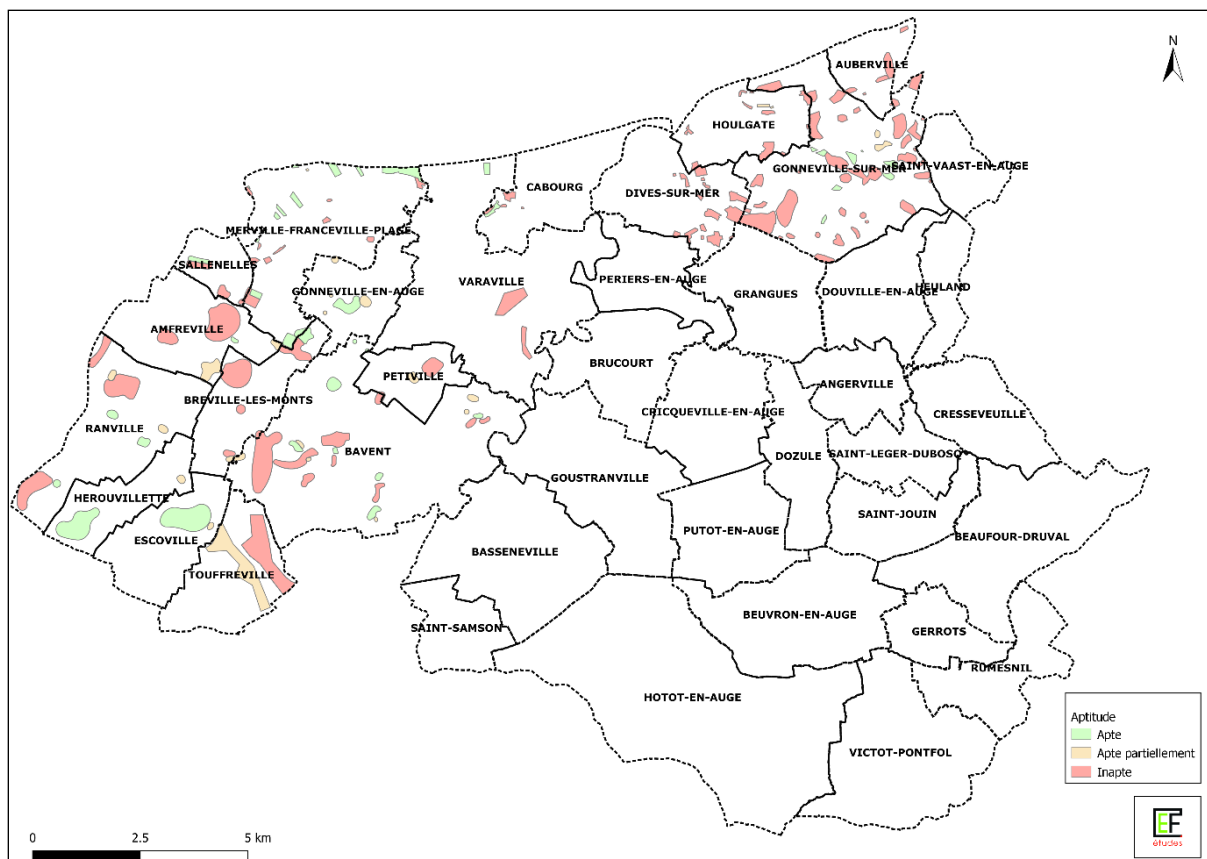 N
AUBERVILLE
HOULGATE
GONNEVILLE-SUR-MER
SAINT-VAAST-EN-AUGE
CABOURG
DIVES-SUR-MER
MERVILLE-FRANCEVILLE-PLAGE
SALLENELLES
GONNEVILLE-EN-AUGE
VARAVILLE
PERIERS-EN-AUGE
GRANGUES
DOUVILLE-EN-AUGE
HEULAND
AMFREVILLE
BRUCOURT
PETIVILLE
ANGERVILLE
BREVILLE-LES-MONTS
CRICQUEVILLE-EN-AUGE
CRESSEVEUILLE
RANVILLE
BAVENT
DOZULE
SAINT-LEGER-DUBOSQ
GOUSTRANVILLE
HEROUVILLETTE
SAINT-JOUIN
ESCOVILLE
PUTOT-EN-AUGE
BEAUFOUR-DRUVAL
BASSENEVILLE
TOUFFREVILLE
BEUVRON-EN-AUGE
SAINT-SAMSON
GERROTS
RUMESNIL
HOTOT-EN-AUGE
VICTOT-PONTFOL
Aptitude
Apte
Apte partiellement
Inapte
EF
études
0 2.5 5 km